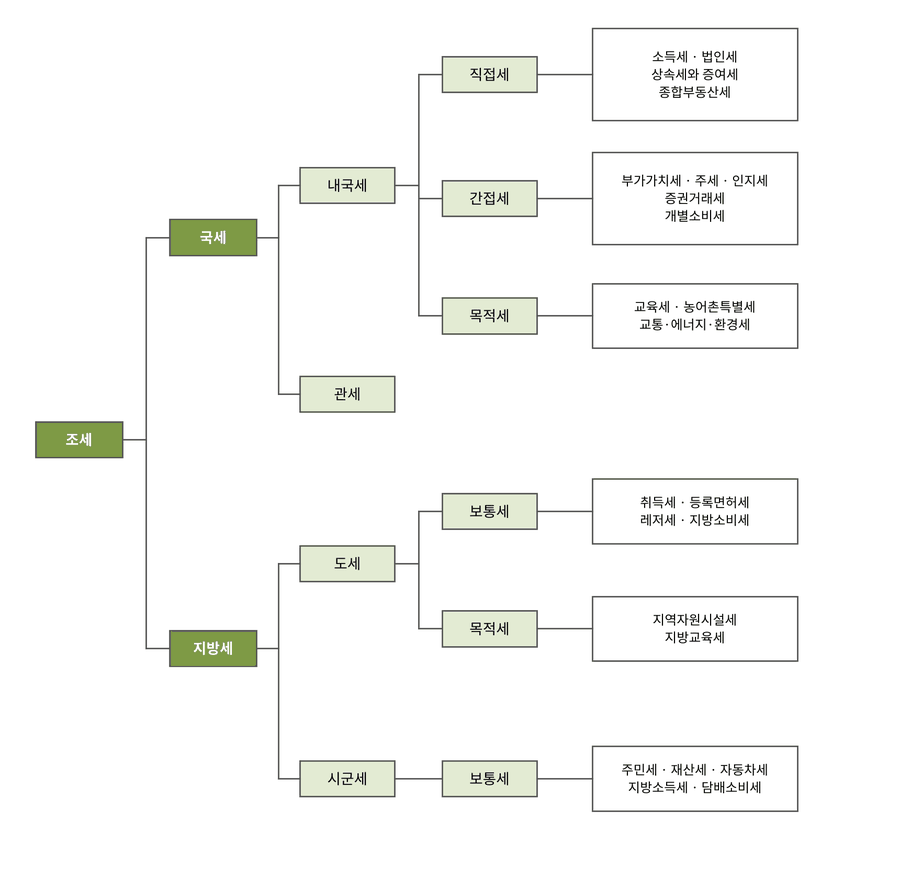 직접세
소득세 · 법인세
상속세와 증여세
종합부동산세
내국세
간접세
부가가치세 · 주세 · 인지세
증권거래세
개별소비세
국세
목적세
교육세 · 농어촌특별세
교통·에너지·환경세
관세
조세
보통세
취득세 · 등록면허세
레저세 · 지방소비세
도세
목적세
지역자원시설세
지방교육세
지방세
시군세
보통세
주민세 · 재산세 · 자동차세
지방소득세 · 담배소비세